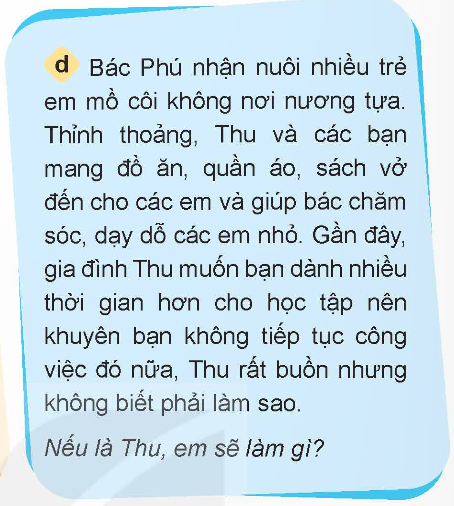 d Bác Phú nhận nuôi nhiều trẻ
em mồ côi không nơi nương tựa.
Thỉnh thoảng, Thu và các bạn
mang đồ ăn, quần áo, sách vở
đến cho các em và giúp bác chăm
sóc, dạy dỗ các em nhỏ. Gần đây,
gia đình Thu muốn bạn dành nhiều
thời gian hơn cho học tập nên
khuyên bạn không tiếp tục công
việc đó nữa, Thu rất buồn nhưng
không biết phải làm sao.
Nếu là Thu, em sẽ làm gì?